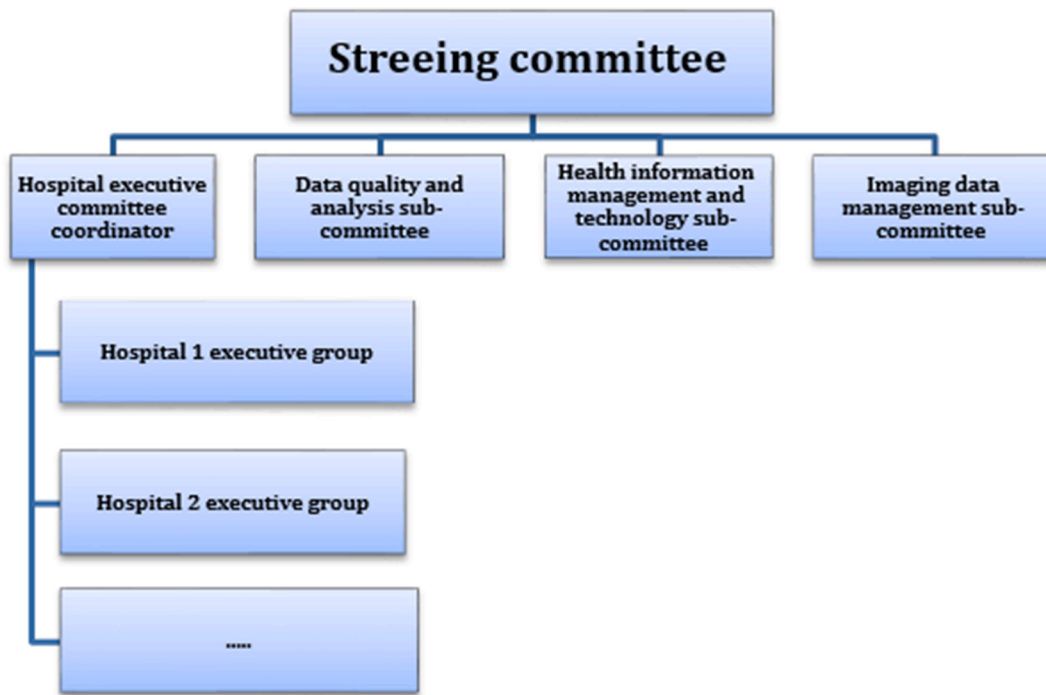 Streeing committee
Hospital executive
committee
coordinator
Data quality and
analysis sub-
committee
Health information
management and
technology sub-
committee
Imaging data
management sub-
committee
Hospital 1 executive group
Hospital 2 executive group
.....